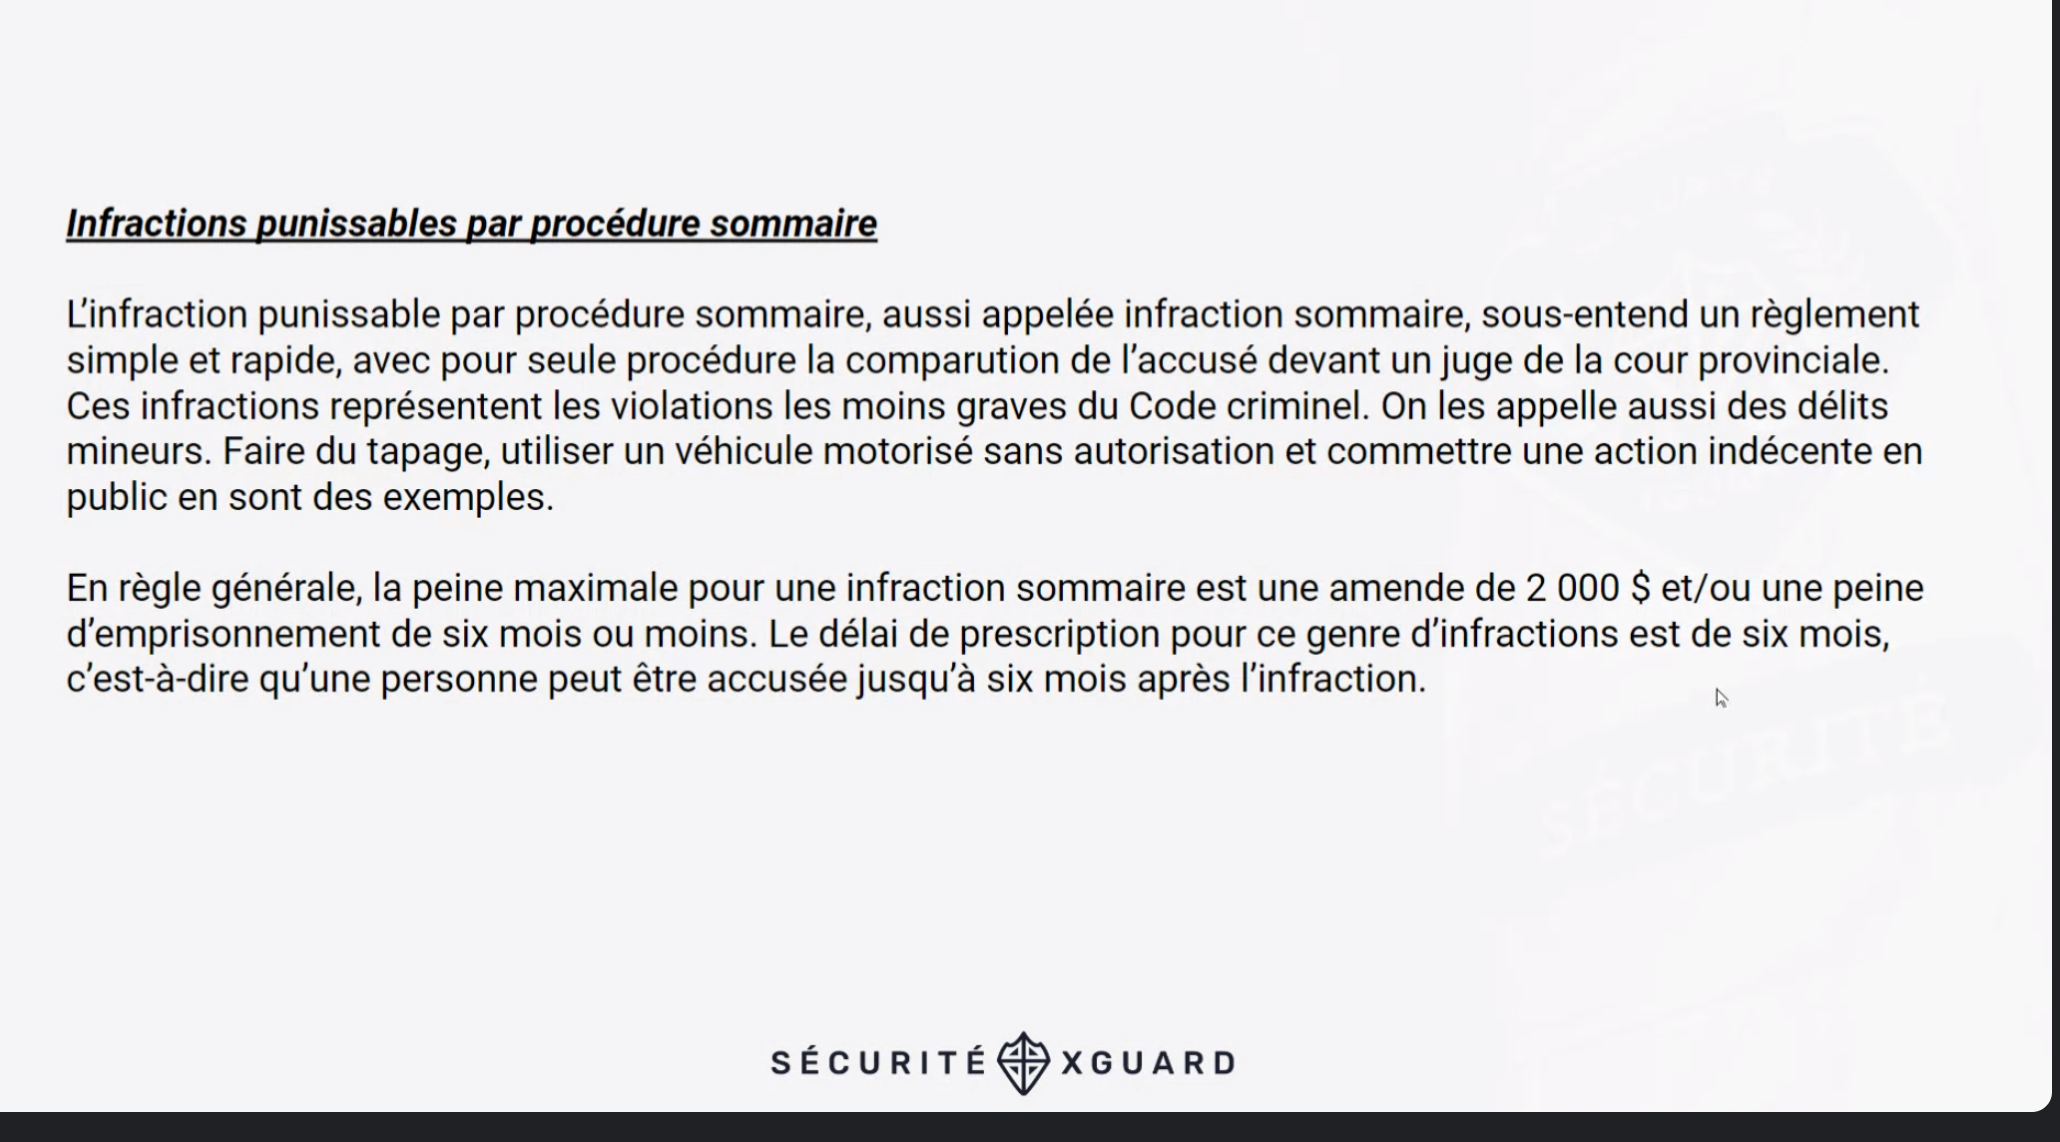 Infractions punissables par procédure sommaire
L’infraction punissable par procédure sommaire, aussi appelée infraction sommaire, sous-entend un règlement
simple et rapide, avec pour seule procédure la comparution de l’accusé devant un juge de la cour provinciale.
Ces infractions représentent les violations les moins graves du Code criminel. On les appelle aussi des délits
mineurs. Faire du tapage, utiliser un véhicule motorisé sans autorisation et commettre une action indécente en
public en sont des exemples.
En règle générale, la peine maximale pour une infraction sommaire est une amende de 2 000 $ et/ou une peine
d’emprisonnement de six mois ou moins. Le délai de prescription pour ce genre d’infractions est de six mois,
c’est-à-dire qu’une personne peut être accusée jusqu’à six mois après l’infraction.
SÉCURITÉ
SÉCURITÉ XGUARD